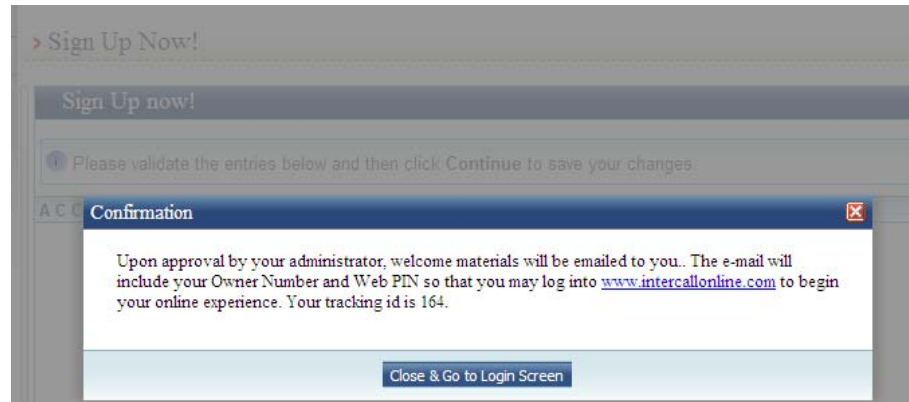 › Sign Up Now!
Sign Up now!
Please validate the entries below and then click Continue to save your changes.
A C C
Confirmation
Upon approval by your administrator, welcome materials will be emailed to you.. The e-mail will
include your Owner Number and Web PIN so that you may log into www.intercallonline.com to begin
your online experience. Your tracking id is 164.
Close & Go to Login Screen